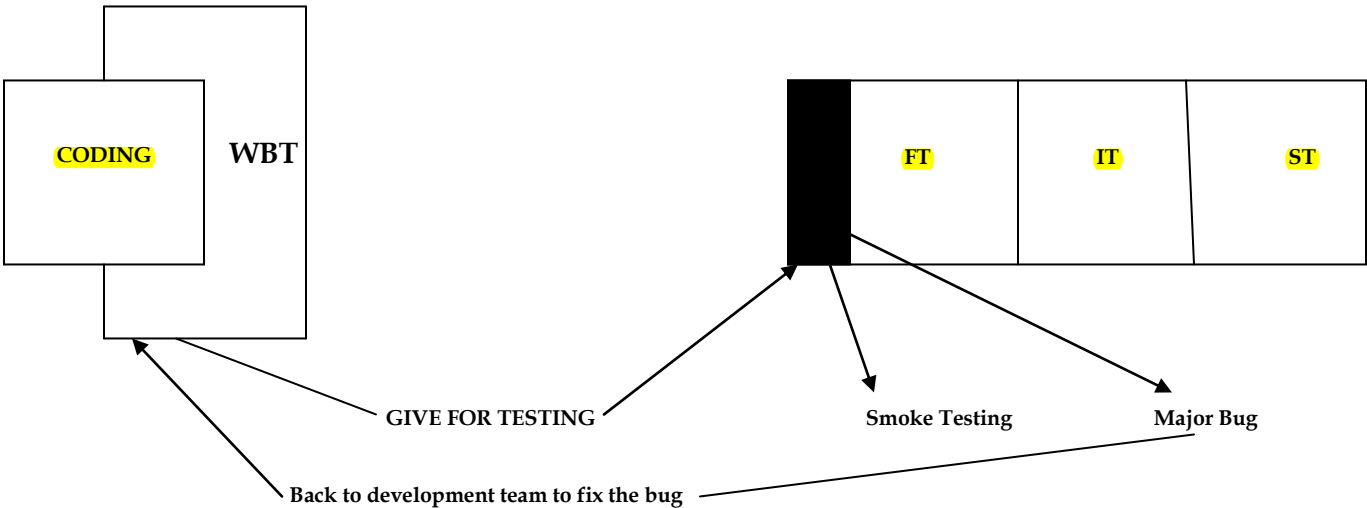 CODING
WBT
FT
IT
ST
GIVE FOR TESTING
Smoke Testing
Major Bug
Back to development team to fix the bug